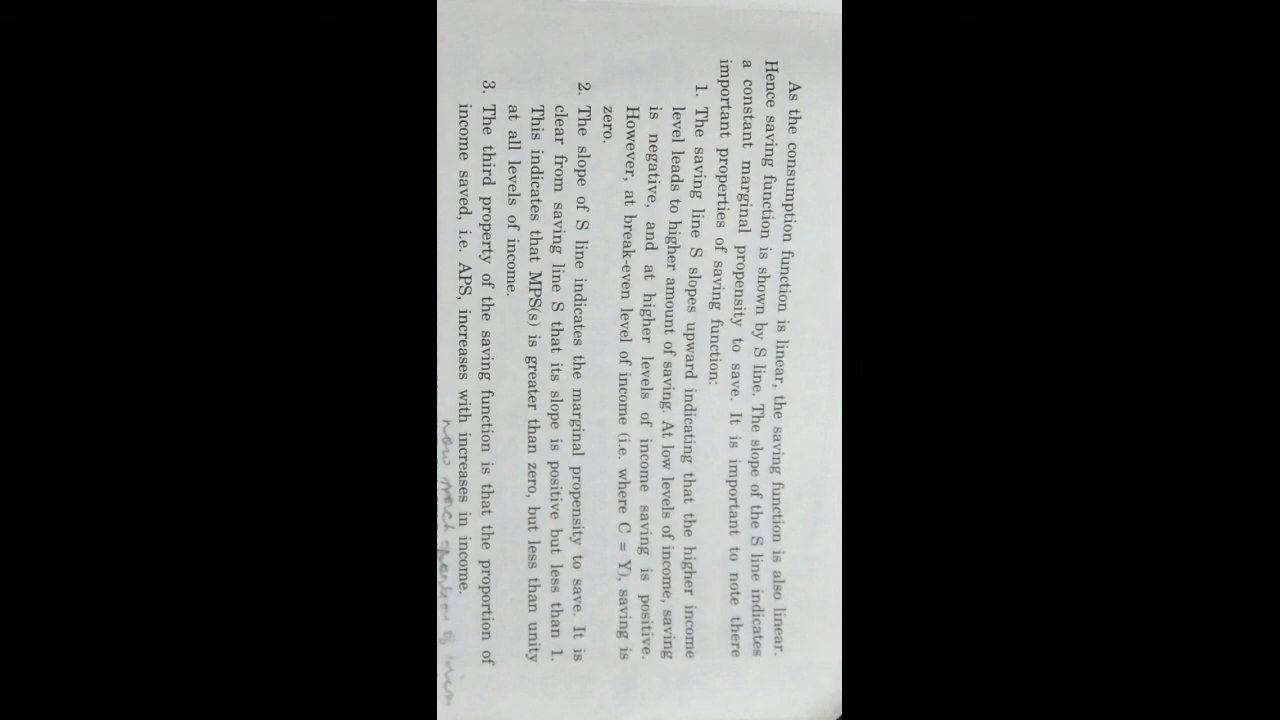 As the consumption function is linear, the saving function is also linear.
Hence saving function is shown by S line. The slope of the S line indicates
a constant marginal propensity to save. It is important to note there
important properties of saving function:
1. The saving line S slopes upward indicating that the higher income
level leads to higher amount of saving. At low levels of income, saving
is negative, and at higher levels of income saving is positive.
However, at break-even level of income (i.e. where C = Y), saving is
zero.
2. The slope of S line indicates the marginal propensity to save. It is
clear from saving line S that its slope is positive but less than 1.
This indicates that MPS(s) is greater than zero, but less than unity
at all levels of income.
3. The third property of the saving function is that the proportion of
income saved, i.e. APS, increases with increases in income.
now